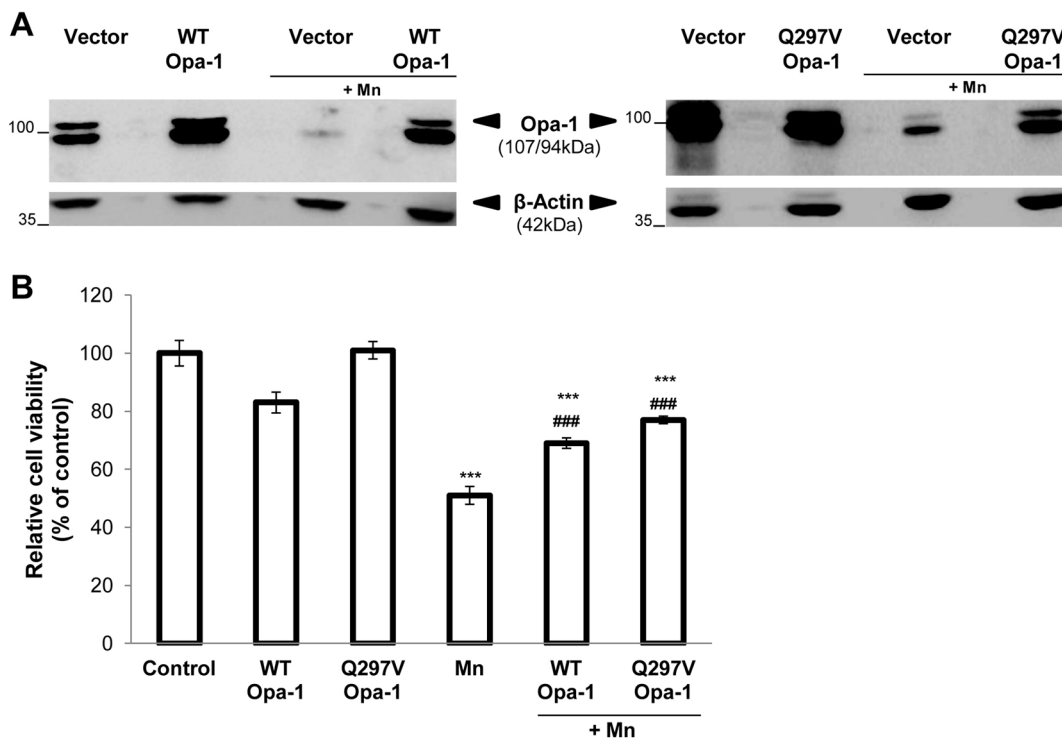 A
Vector WT Vector WT
Opa-1 Opa-1
+ Mn
Vector Q297V Vector Q297V
Opa-1 Opa-1
+ Mn
100 Opa-1 100
(107/94kDa)
β-Actin
35 (42kDa) 35
B
Relative cell viability
(% of control)
120
100
80
60
40
20
0
***
***
###
***
###
Control WT Q297V Mn WT Q297V
Opa-1 Opa-1 Opa-1 Opa-1
+ Mn